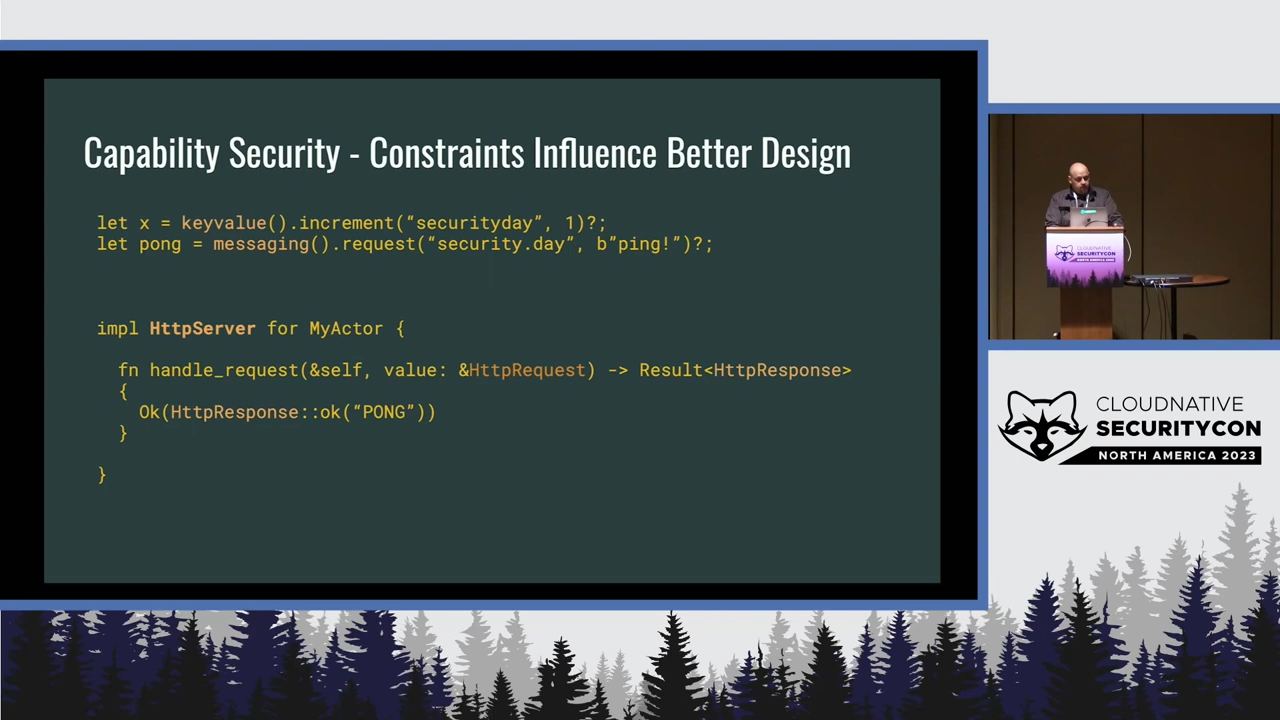 Capability Security - Constraints Influence Better Design
let x = keyvalue().increment(“securityday”, 1)?;
let pong = messaging().request(“security.day”, b”ping!”)?;
impl HttpServer for MyActor {
fn handle_request(&self, value: &HttpRequest) -> Result<HttpResponse>
{
Ok(HttpResponse::ok(“PONG”))
}
}
CLOUDNATIVE
SECURITYCON
CLOUDNATIVE
SECURITYCON
NORTH AMERICA 2023